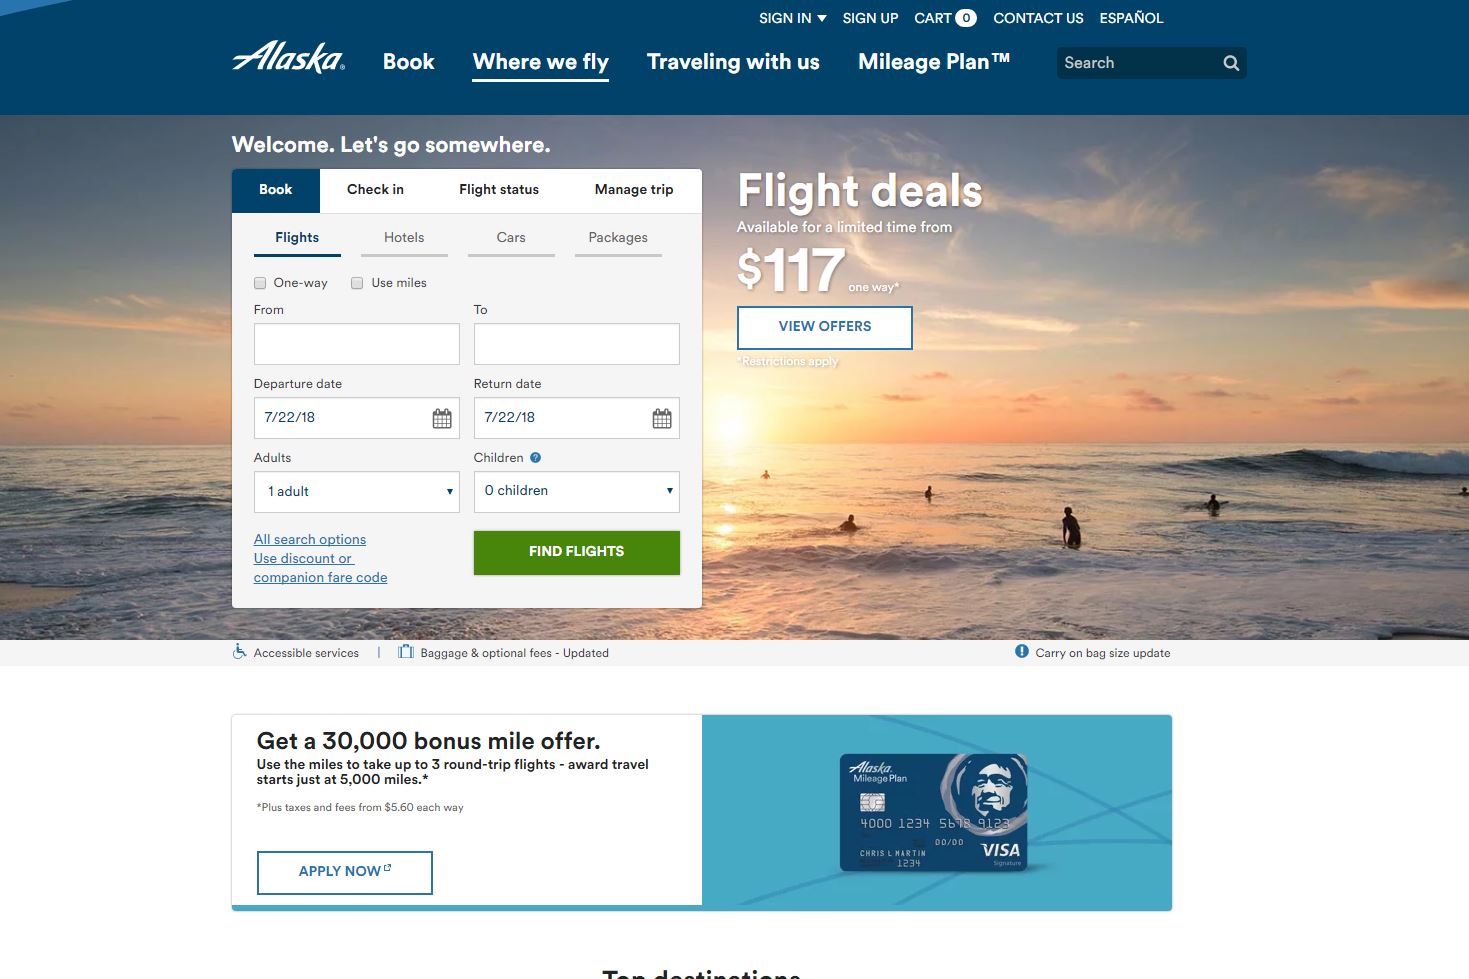 SIGN IN
SIGN UP
CART 0
CONTACT US
ESPAÑOL
Alaska
Book
Where we fly
Traveling with us
Mileage Plan™
Search
Welcome. Let's go somewhere.
Book
Check in
Flight status
Manage trip
Flights
Hotels
Cars
Packages
One-way
Use miles
From
To
Departure date
Return date
7/22/18
7/22/18
Adults
Children ?
1 adult
0 children
All search options
Use discount or
companion fare code
FIND FLIGHTS
Flight deals
Available for a limited time from
$117 one way*
VIEW OFFERS
*Restrictions apply
Accessible services
Baggage & optional fees - Updated
Carry on bag size update
Get a 30,000 bonus mile offer.
Use the miles to take up to 3 round-trip flights - award travel
starts just at 5,000 miles.*
*Plus taxes and fees from $5.60 each way
APPLY NOW
Alaska
Mileage Plan
4000 1234 5678 9123
00/00
CHRIS L MARTIN
1234
VISA
Signature
Top destinations